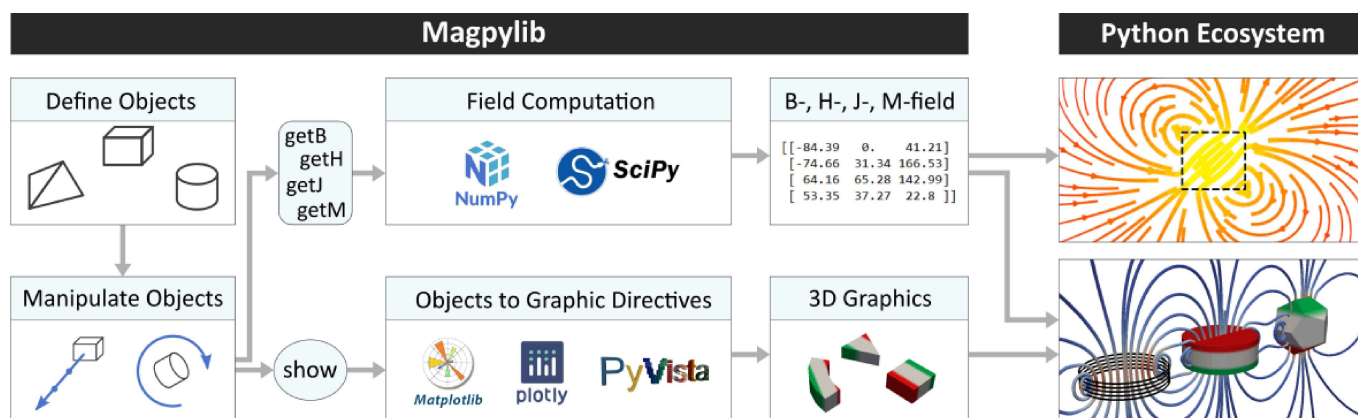 Magpylib
Python Ecosystem
Define Objects
getB
getH
getJ
getM
Field Computation
NumPy
SciPy
B-, H-, J-, M-field
[[-84.39 0. 41.21]
[-74.66 31.34 166.53]
[ 64.16 65.28 142.99]
[ 53.35 37.27 22.8 ]]
Manipulate Objects
show
Objects to Graphic Directives
Matplotlib
plotly
PyVista
3D Graphics